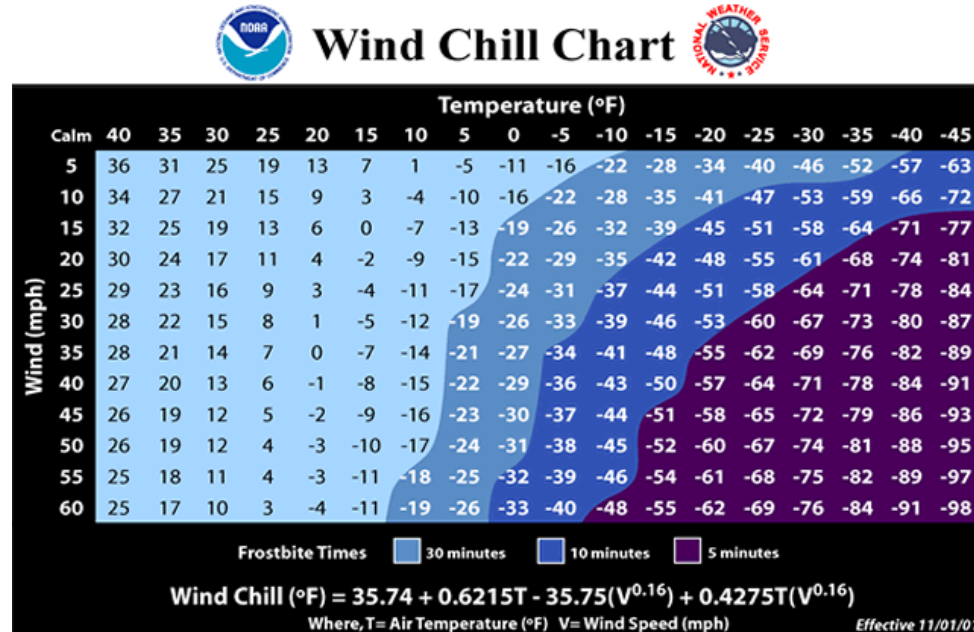 NOAA
Wind Chill Chart
NATIONAL WEATHER SERVICE
Temperature (ºF)
Calm 40 35 30 25 20 15 10 5 0 -5 -10 -15 -20 -25 -30 -35 -40 -45
5 36 31 25 19 13 7 1 -5 -11 -16 -22 -28 -34 -40 -46 -52 -57 -63
10 34 27 21 15 9 3 -4 -10 -16 -22 -28 -35 -41 -47 -53 -59 -66 -72
15 32 25 19 13 6 0 -7 -13 -19 -26 -32 -39 -45 -51 -58 -64 -71 -77
20 30 24 17 11 4 -2 -9 -15 -22 -29 -35 -42 -48 -55 -61 -68 -74 -81
25 29 23 16 9 3 -4 -11 -17 -24 -31 -37 -44 -51 -58 -64 -71 -78 -84
30 28 22 15 8 1 -5 -12 -19 -26 -33 -39 -46 -53 -60 -67 -73 -80 -87
35 28 21 14 7 0 -7 -14 -21 -27 -34 -41 -48 -55 -62 -69 -76 -82 -89
40 27 20 13 6 -1 -8 -15 -22 -29 -36 -43 -50 -57 -64 -71 -78 -84 -91
45 26 19 12 5 -2 -9 -16 -23 -30 -37 -44 -51 -58 -65 -72 -79 -86 -93
50 26 19 12 4 -3 -10 -17 -24 -31 -38 -45 -52 -60 -67 -74 -81 -88 -95
55 25 18 11 4 -3 -11 -18 -25 -32 -39 -46 -54 -61 -68 -75 -82 -89 -97
60 25 17 10 3 -4 -11 -19 -26 -33 -40 -48 -55 -62 -69 -76 -84 -91 -98
Wind (mph)
Frostbite Times 30 minutes 10 minutes 5 minutes
Wind Chill (ºF) = 35.74 + 0.6215T - 35.75(V0.16) + 0.4275T(V0.16)
Where, T= Air Temperature (ºF) V= Wind Speed (mph)
Effective 11/01/0